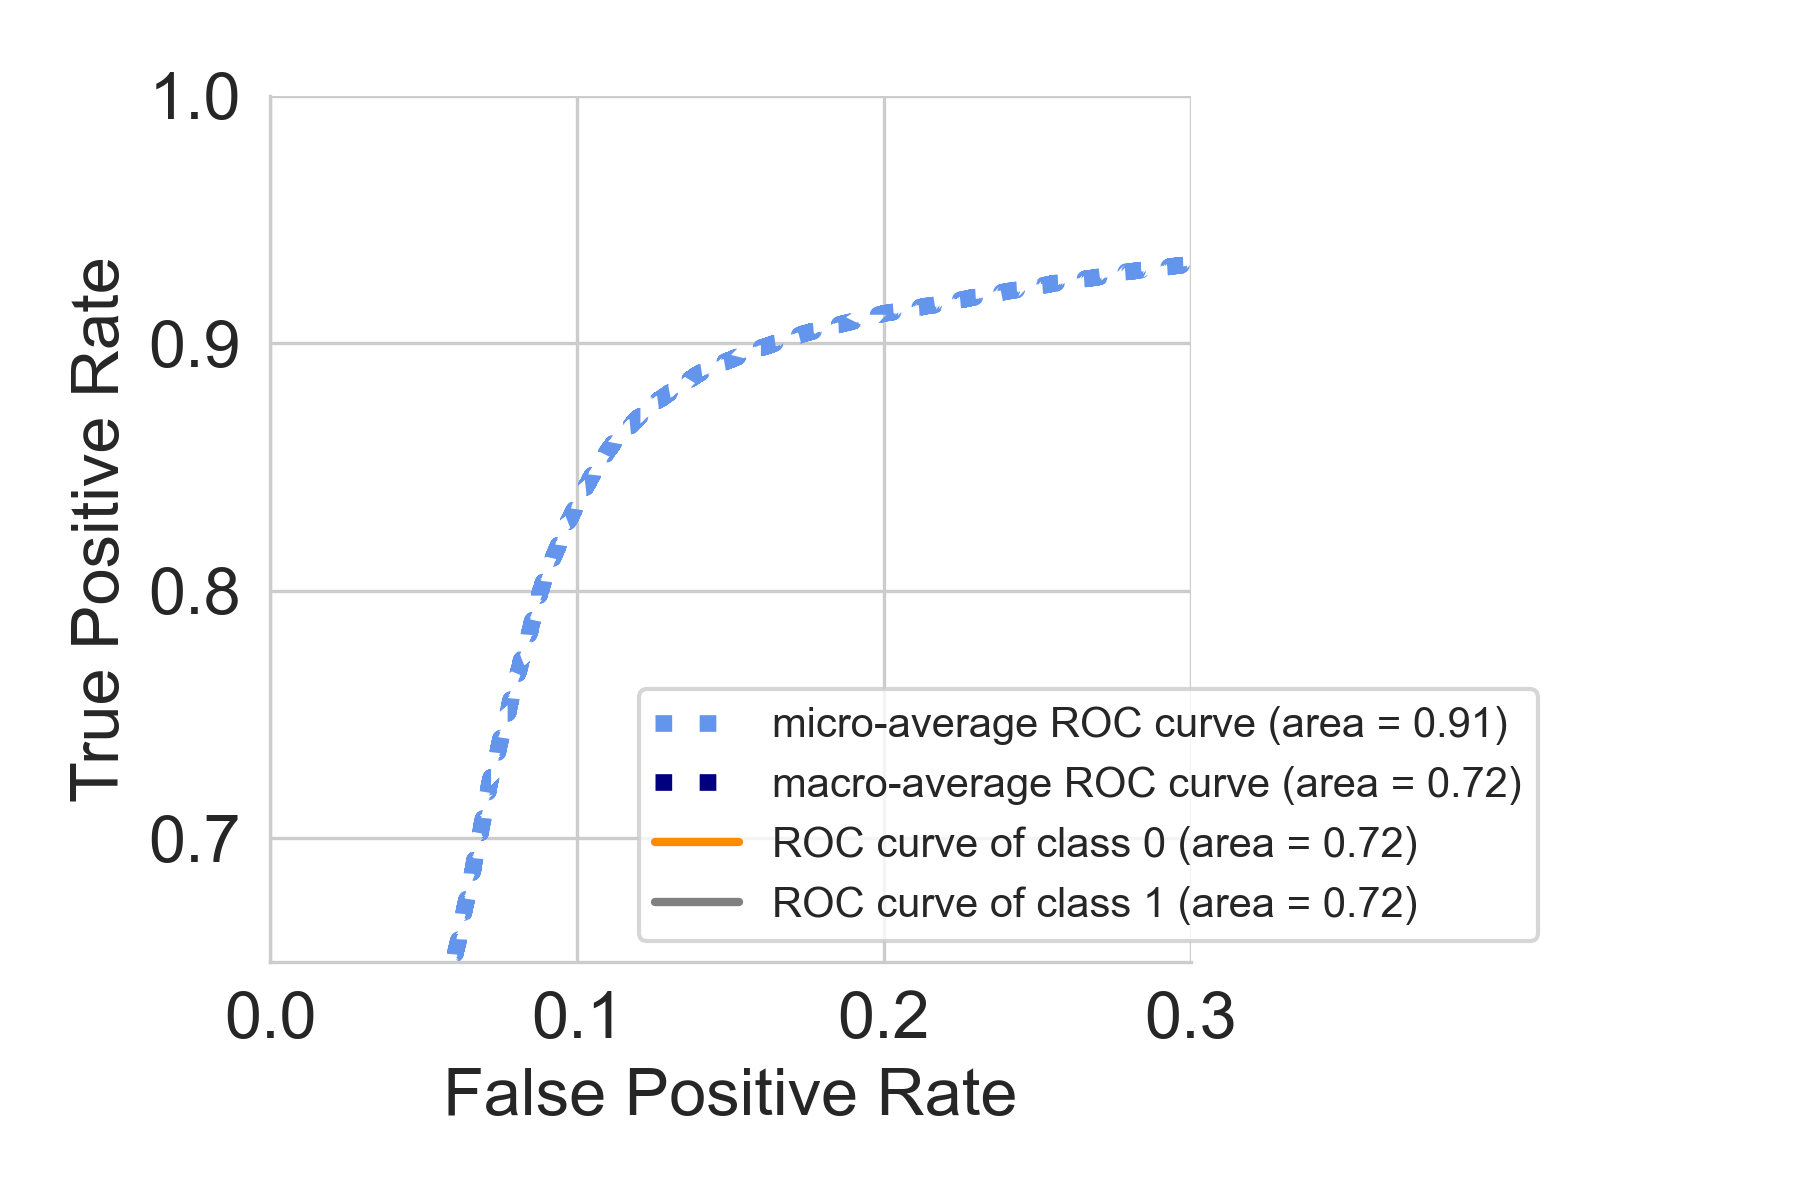 1.0
0.9
0.8
0.7
True Positive Rate
micro-average ROC curve (area = 0.91)
macro-average ROC curve (area = 0.72)
ROC curve of class 0 (area = 0.72)
ROC curve of class 1 (area = 0.72)
0.0 0.1 0.2 0.3
False Positive Rate